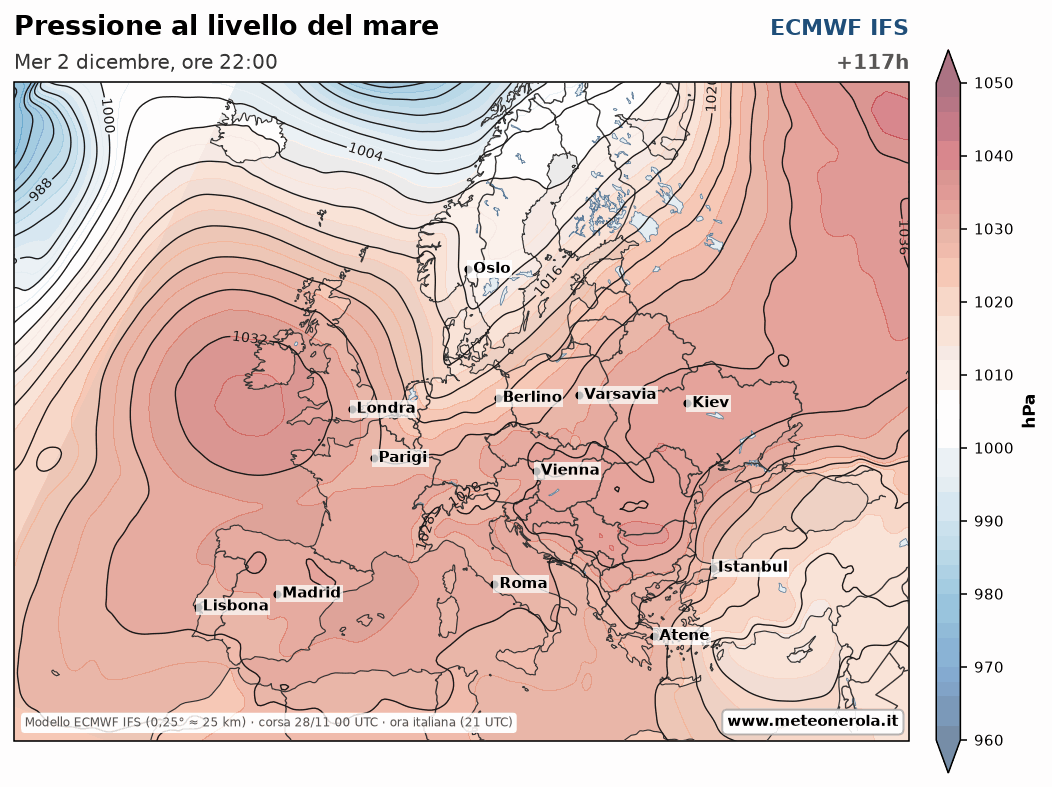 Pressione al livello del mare
ECMWF IFS
Mer 2 dicembre, ore 22:00
+117h
1000
1020
1004
988
1036
Oslo
1016
1032
Londra
Berlino
Varsavia
Kiev
Parigi
Vienna
1028
1028
Istanbul
Madrid
Roma
Lisbona
Atene
Modello ECMWF IFS (0,25° ≈ 25 km) · corsa 28/11 00 UTC · ora italiana (21 UTC)
www.meteonerola.it
1050
1040
1030
1020
1010
1000
990
980
970
960
hPa